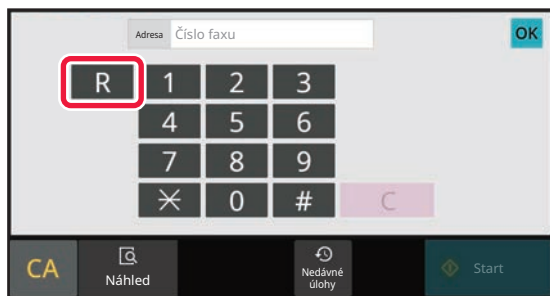 Adresa Číslo faxu OK
R 1 2 3
4 5 6
7 8 9
* 0 # C
CA Náhled Nedávné úlohy Start